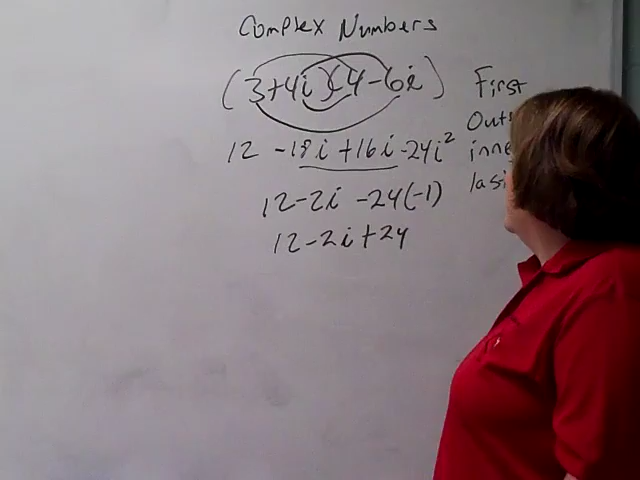 Complex Numbers
(3+4i)(4-6i)
First
12 -18i +16i -24i²
12-2i -24(-1)
12-2i+24